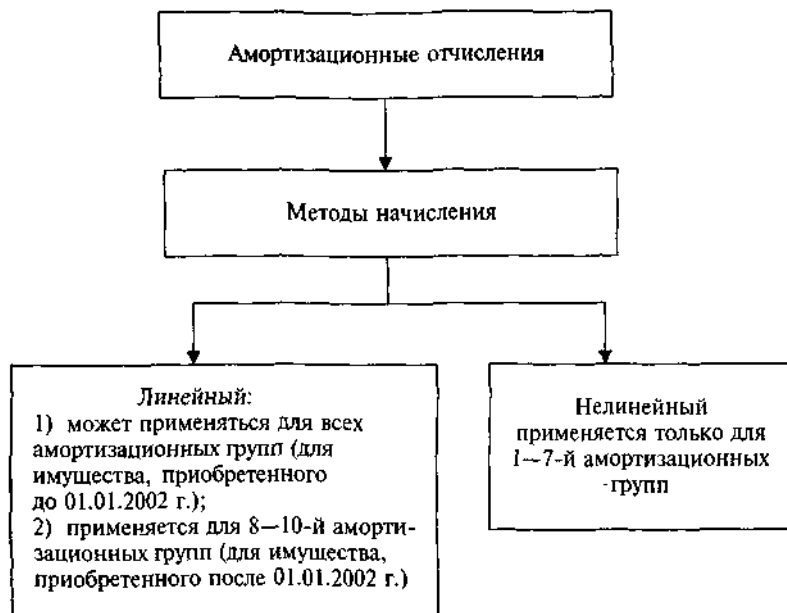 Амортизационные отчисления
Методы начисления
Линейный:
1) может применяться для всех
амортизационных групп (для
имущества, приобретенного
до 01.01.2002 г.);
2) применяется для 8—10-й аморти-
зационных групп (для имущества,
приобретенного после 01.01.2002 г.)
Нелинейный
применяется только для
1—7-й амортизационных
групп